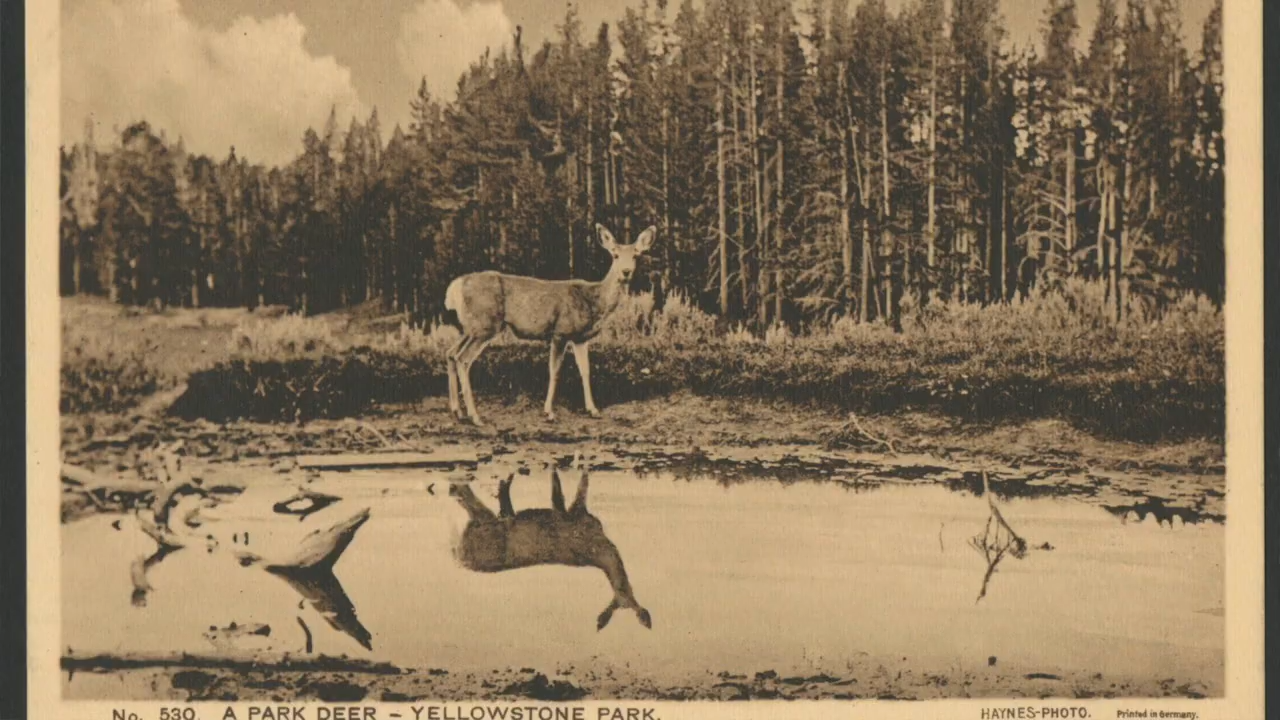 No. 530. A PARK DEER – YELLOWSTONE PARK. HAYNES-PHOTO. Printed in Germany.